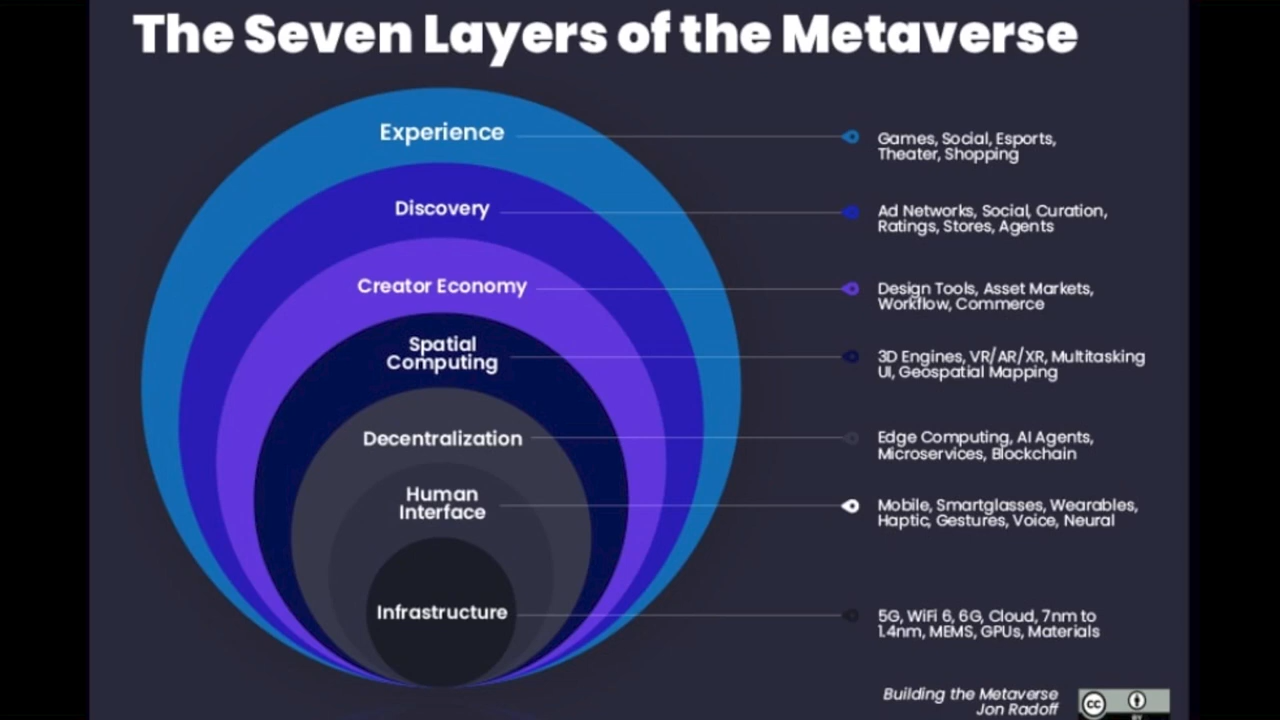 The Seven Layers of the Metaverse
Experience
Games, Social, Esports,
Theater, Shopping
Discovery
Ad Networks, Social, Curation,
Ratings, Stores, Agents
Creator Economy
Design Tools, Asset Markets,
Workflow, Commerce
Spatial
Computing
3D Engines, VR/AR/XR, Multitasking
UI, Geospatial Mapping
Decentralization
Edge Computing, AI Agents,
Microservices, Blockchain
Human
Interface
Mobile, Smartglasses, Wearables,
Haptic, Gestures, Voice, Neural
Infrastructure
5G, WiFi 6, 6G, Cloud, 7nm to
1.4nm, MEMS, GPUs, Materials
Building the Metaverse
Jon Radoff
cc
BY